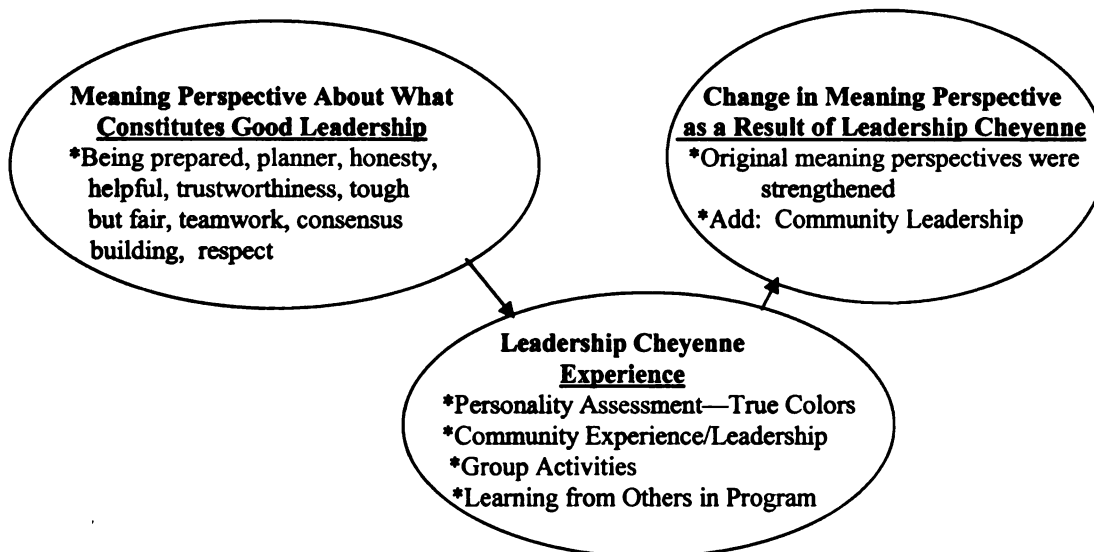 Meaning Perspective About What
Constitutes Good Leadership
*Being prepared, planner, honesty,
helpful, trustworthiness, tough
but fair, teamwork, consensus
building, respect
Change in Meaning Perspective
as a Result of Leadership Cheyenne
*Original meaning perspectives were
strengthened
*Add: Community Leadership
Leadership Cheyenne
Experience
*Personality Assessment—True Colors
*Community Experience/Leadership
*Group Activities
*Learning from Others in Program